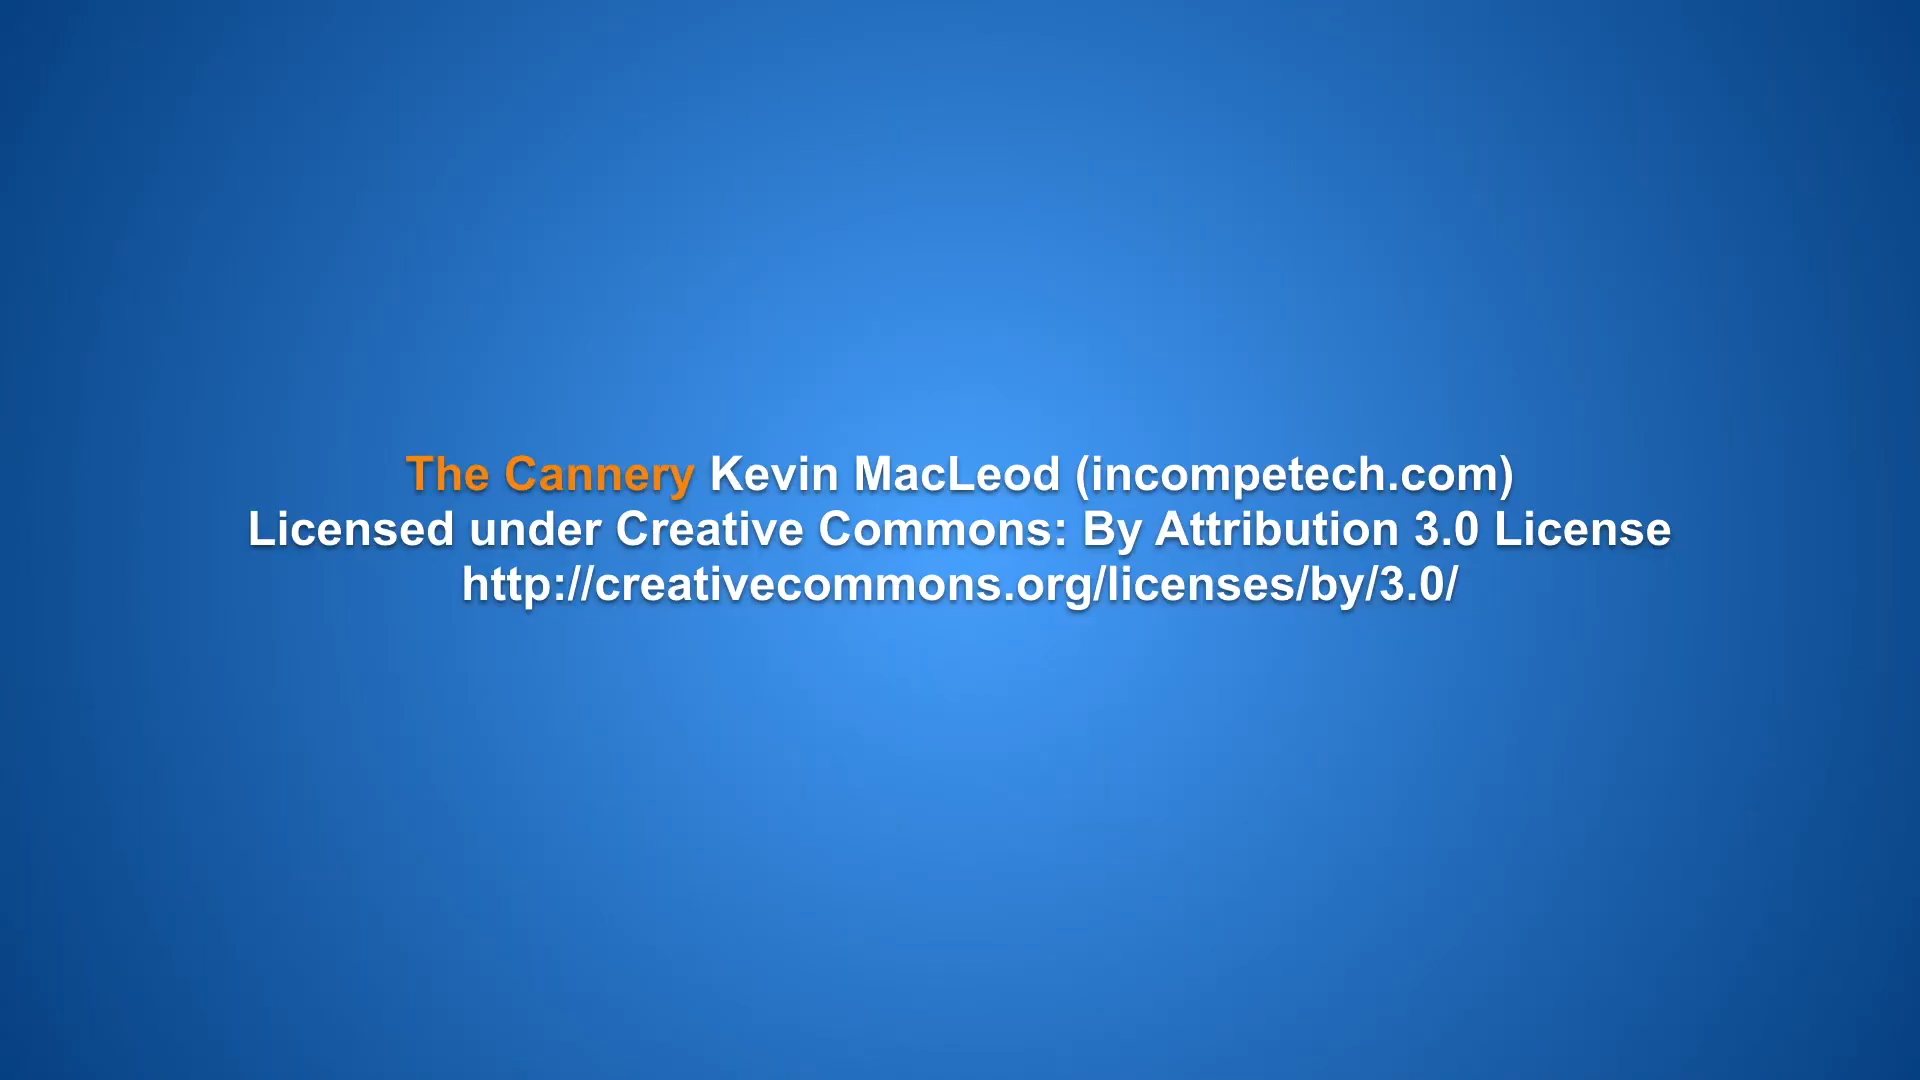 The Cannery Kevin MacLeod (incompetech.com)
Licensed under Creative Commons: By Attribution 3.0 License
http://creativecommons.org/licenses/by/3.0/